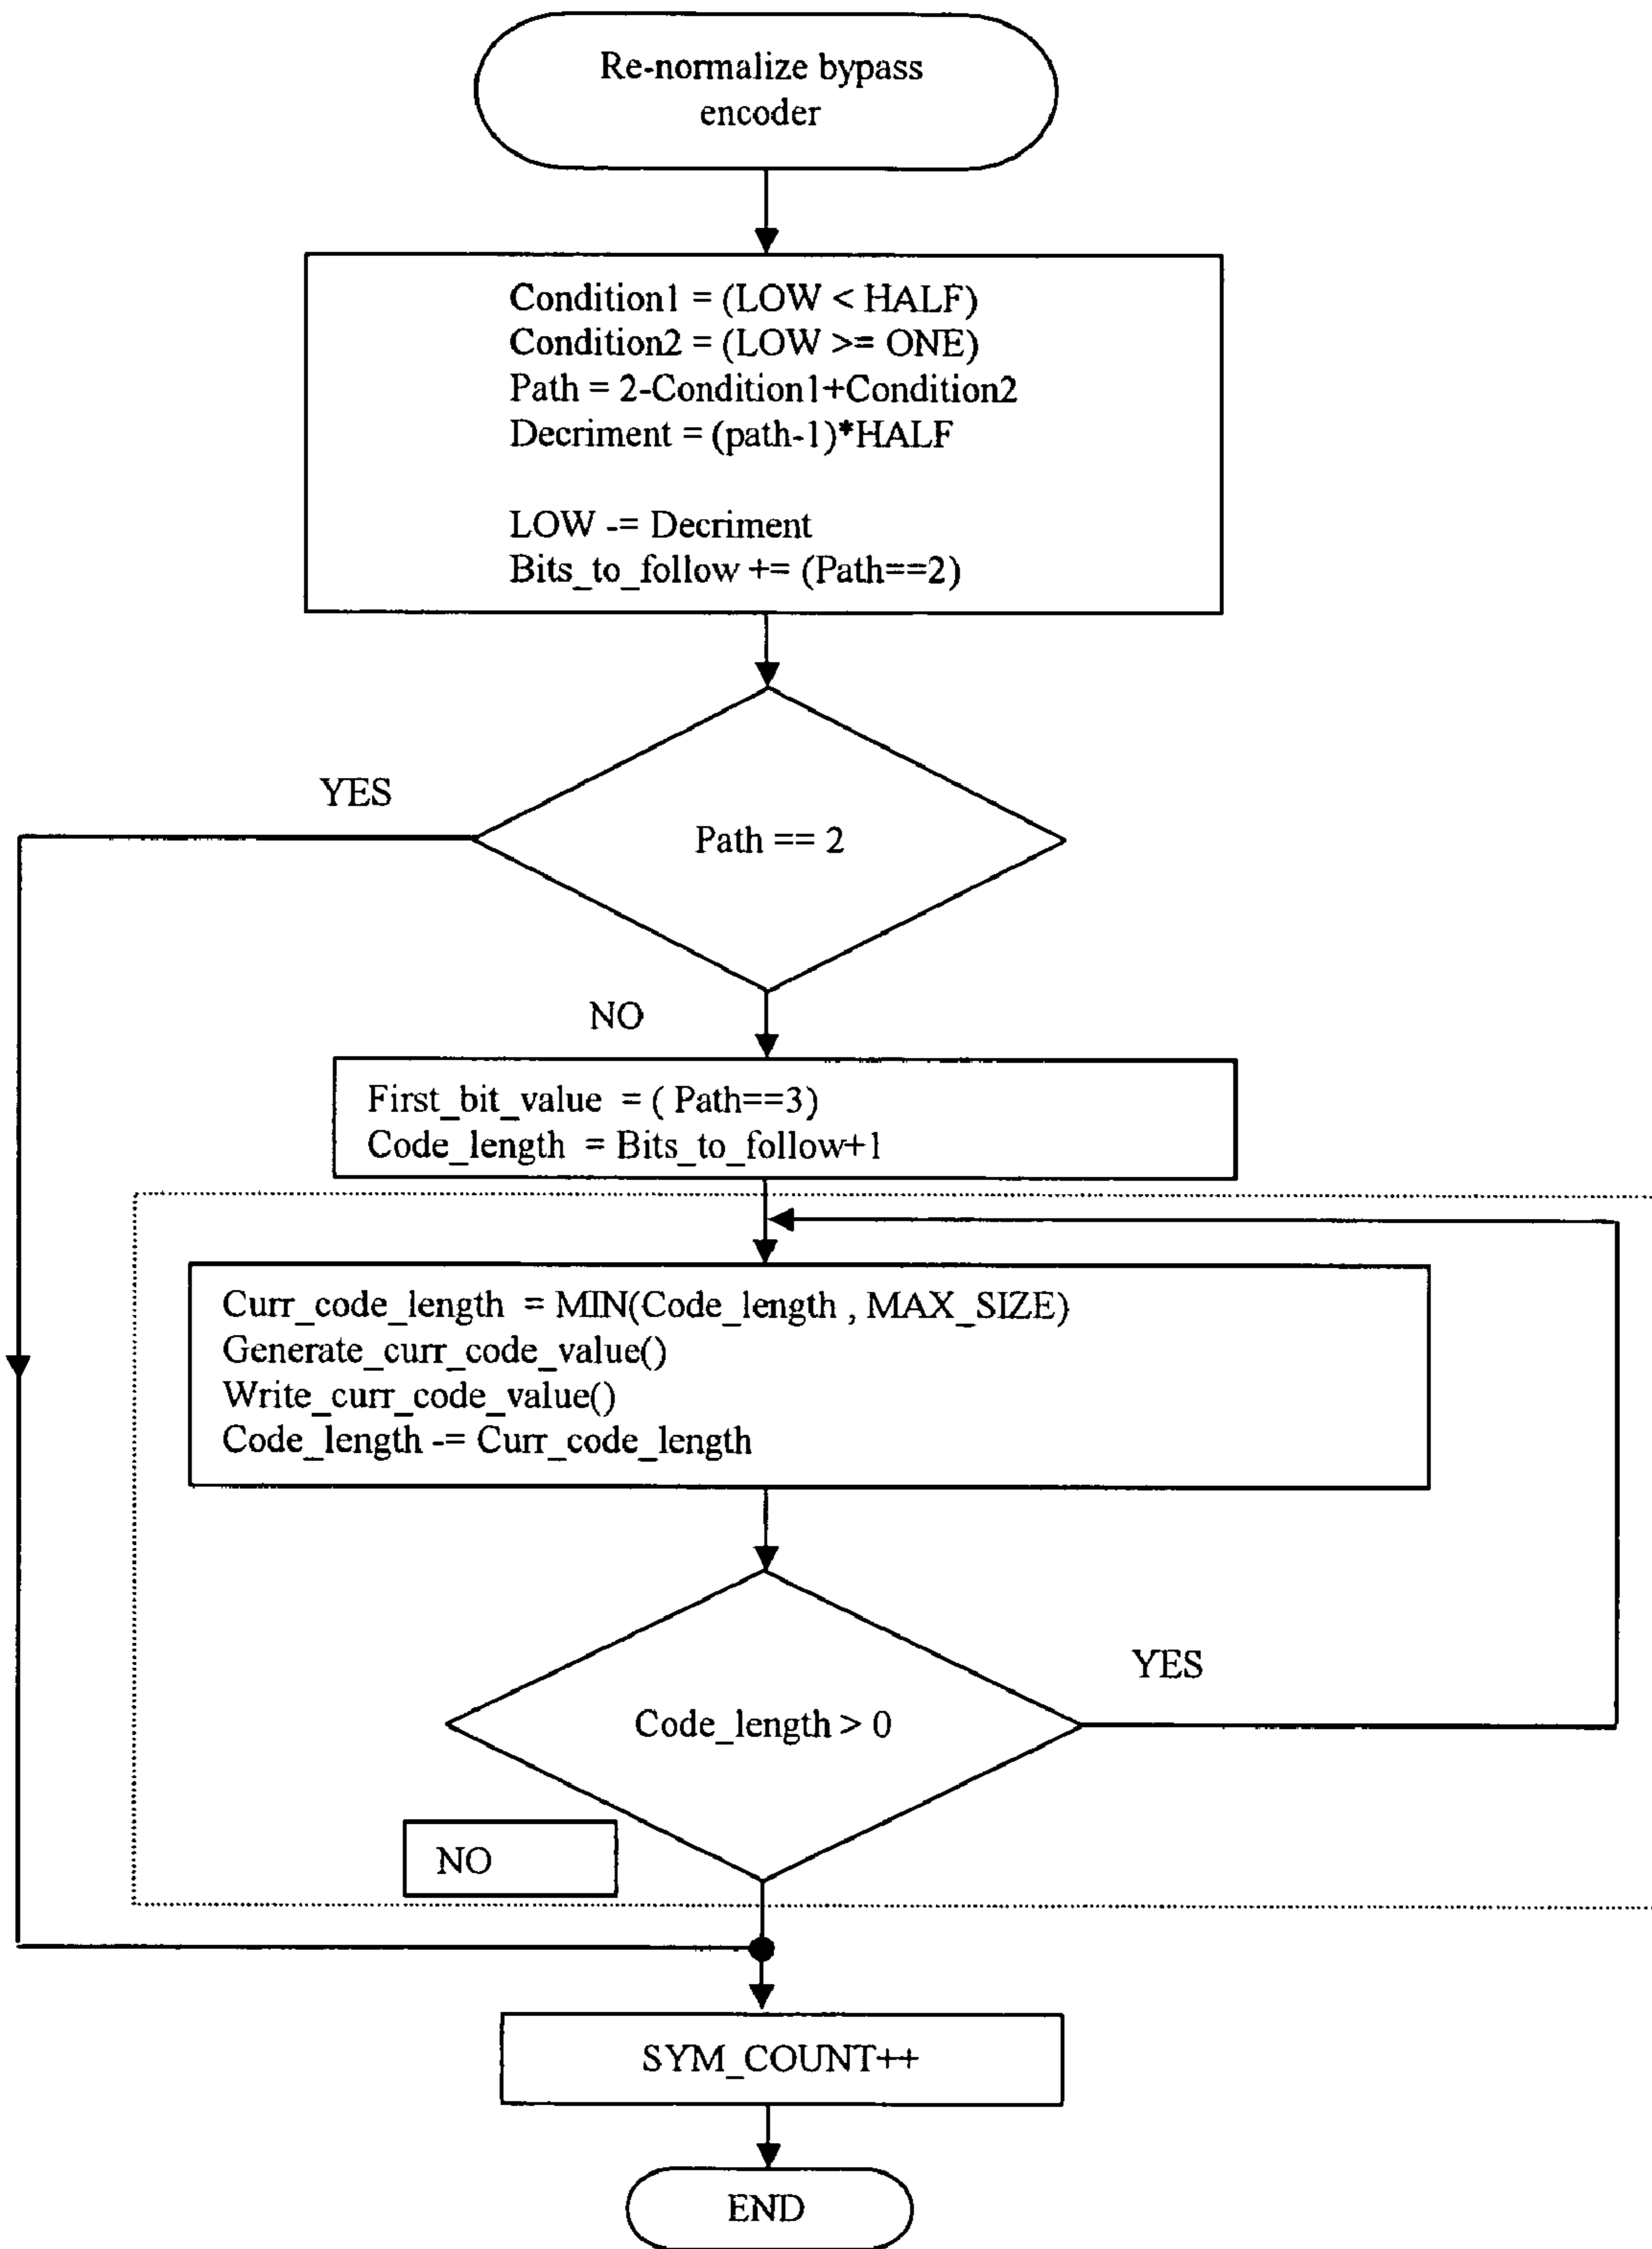 Re-normalize bypass
encoder
Condition1 = (LOW < HALF)
Condition2 = (LOW >= ONE)
Path = 2-Condition1+Condition2
Decriment = (path-1)*HALF
LOW -= Decriment
Bits_to_follow += (Path==2)
YES
Path == 2
NO
First_bit_value = ( Path==3)
Code_length = Bits_to_follow+1
Curr_code_length = MIN(Code_length , MAX_SIZE)
Generate_curr_code_value()
Write_curr_code_value()
Code_length -= Curr_code_length
YES
Code_length > 0
NO
SYM_COUNT++
END